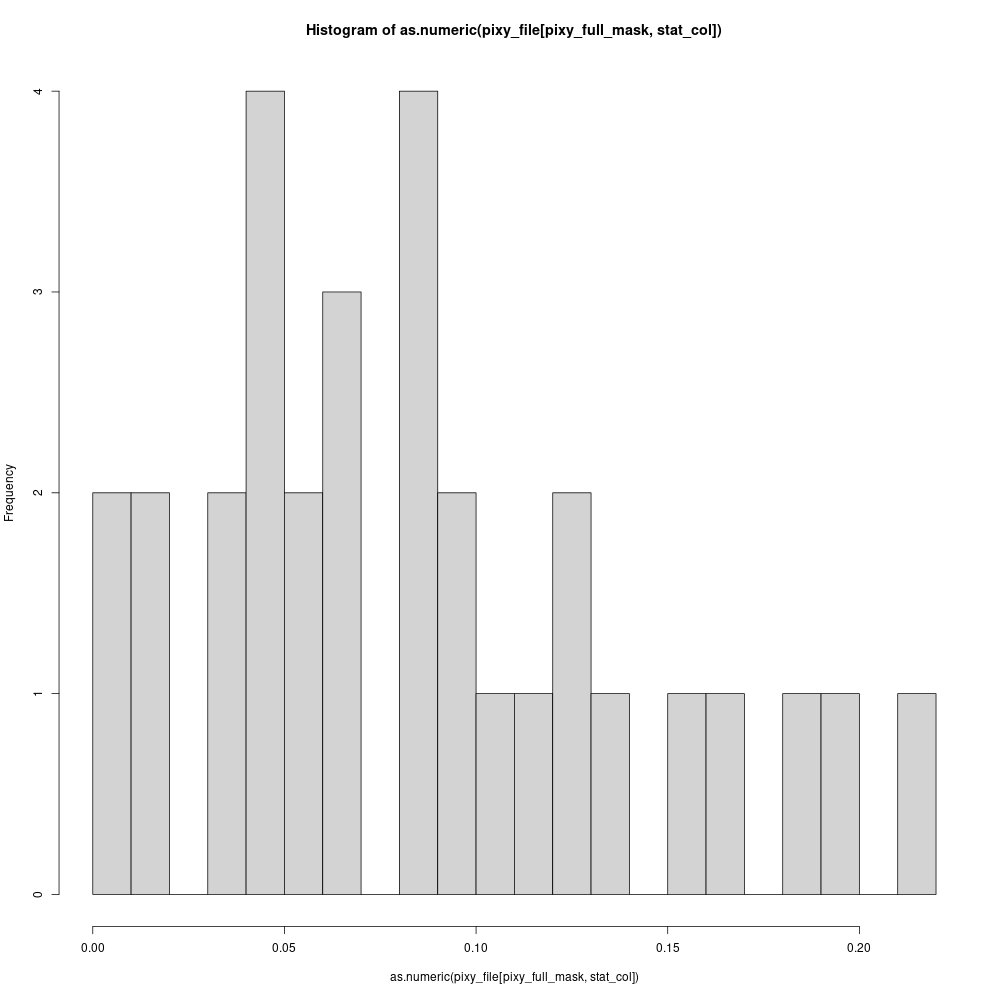 Histogram of as.numeric(pixy_file[pixy_full_mask, stat_col])
4
3
2
1
0
Frequency
0.00 0.05 0.10 0.15 0.20
as.numeric(pixy_file[pixy_full_mask, stat_col])